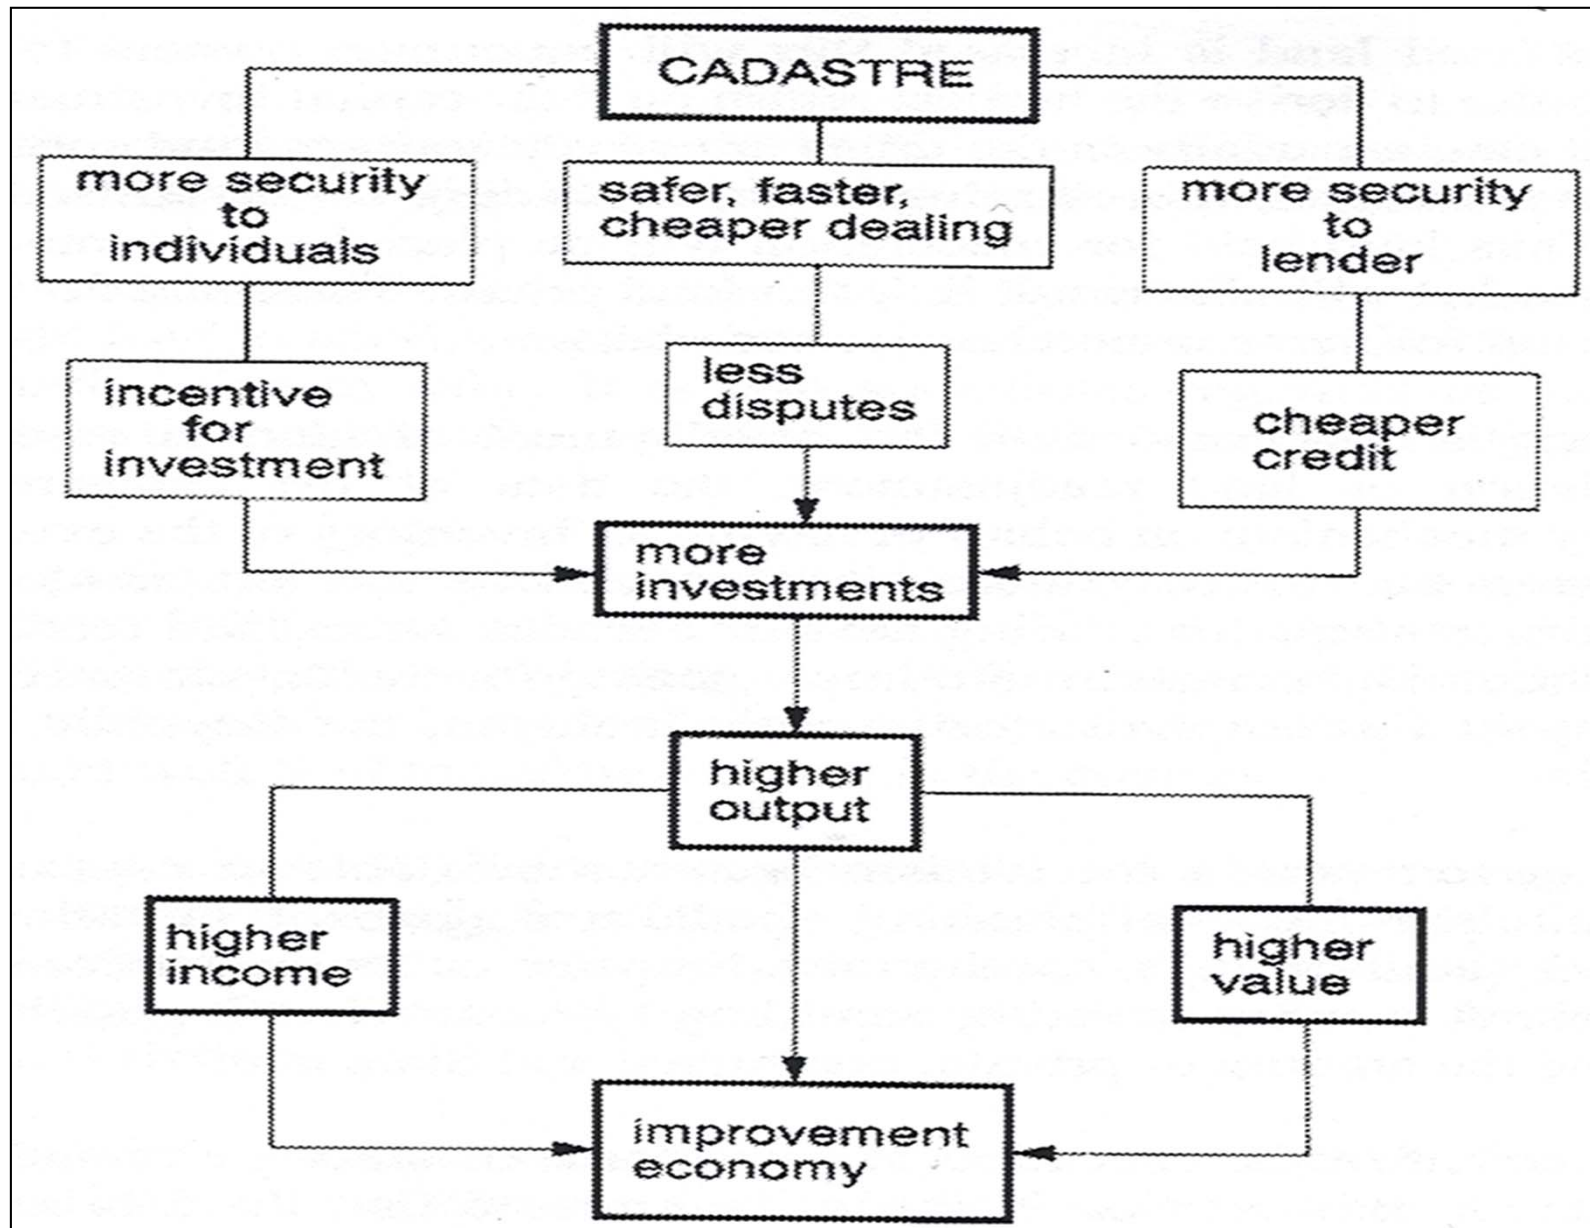 CADASTRE
more security
to
individuals
safer, faster,
cheaper dealing
more security
to
lender
incentive
for
investment
less
disputes
cheaper
credit
more
investments
higher
output
higher
income
higher
value
improvement
economy